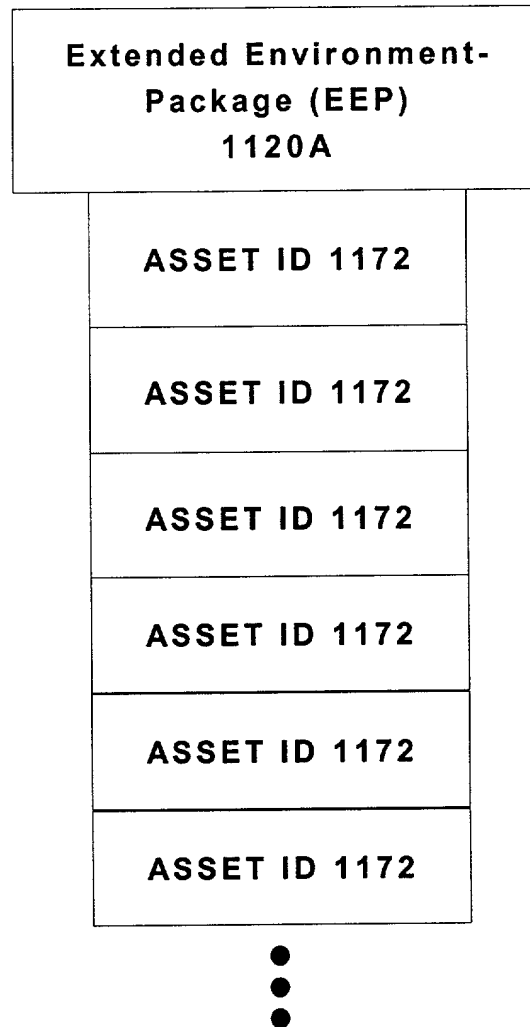 Extended Environment-
Package (EEP)
1120A
ASSET ID 1172
ASSET ID 1172
ASSET ID 1172
ASSET ID 1172
ASSET ID 1172
ASSET ID 1172